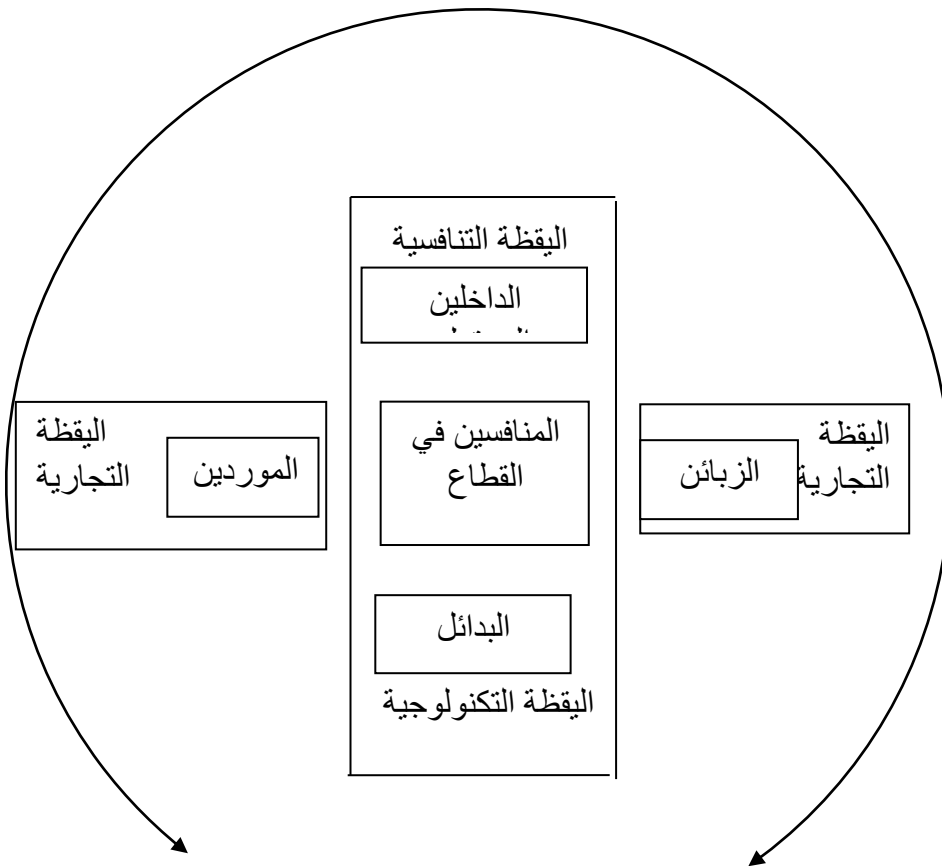 اليقظة التنافسية
الداخلين
اليقظة
التجارية
الزبائن
المنافسين في
القطاع
اليقظة
التجارية
الموردين
البدائل
اليقظة التكنولوجية